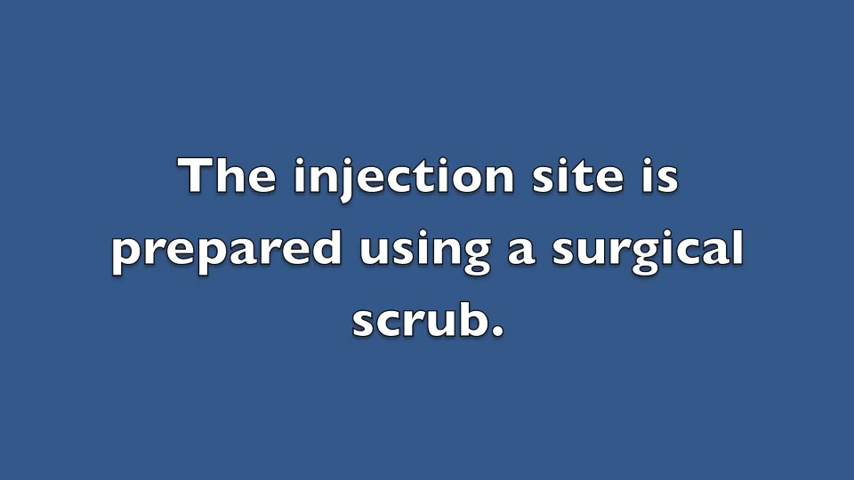 The injection site is
prepared using a surgical
scrub.